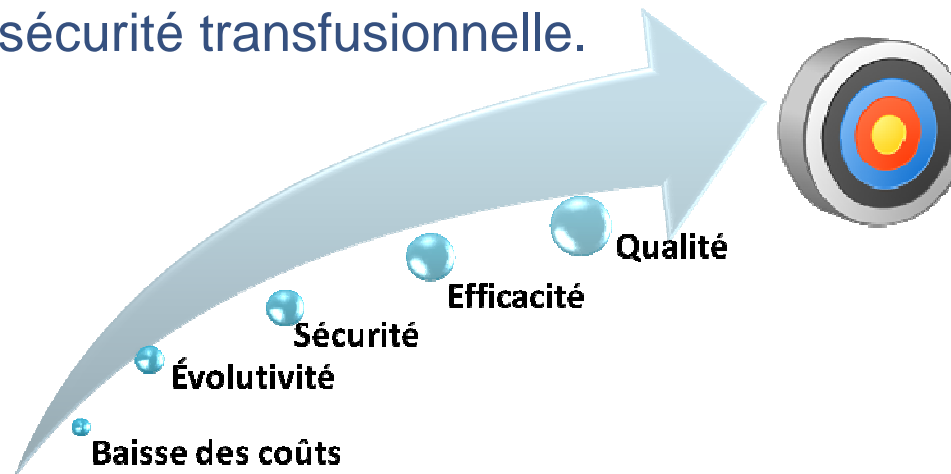 sécurité transfusionnelle.
Qualité
Efficacité
Sécurité
Évolutivité
Baisse des coûts